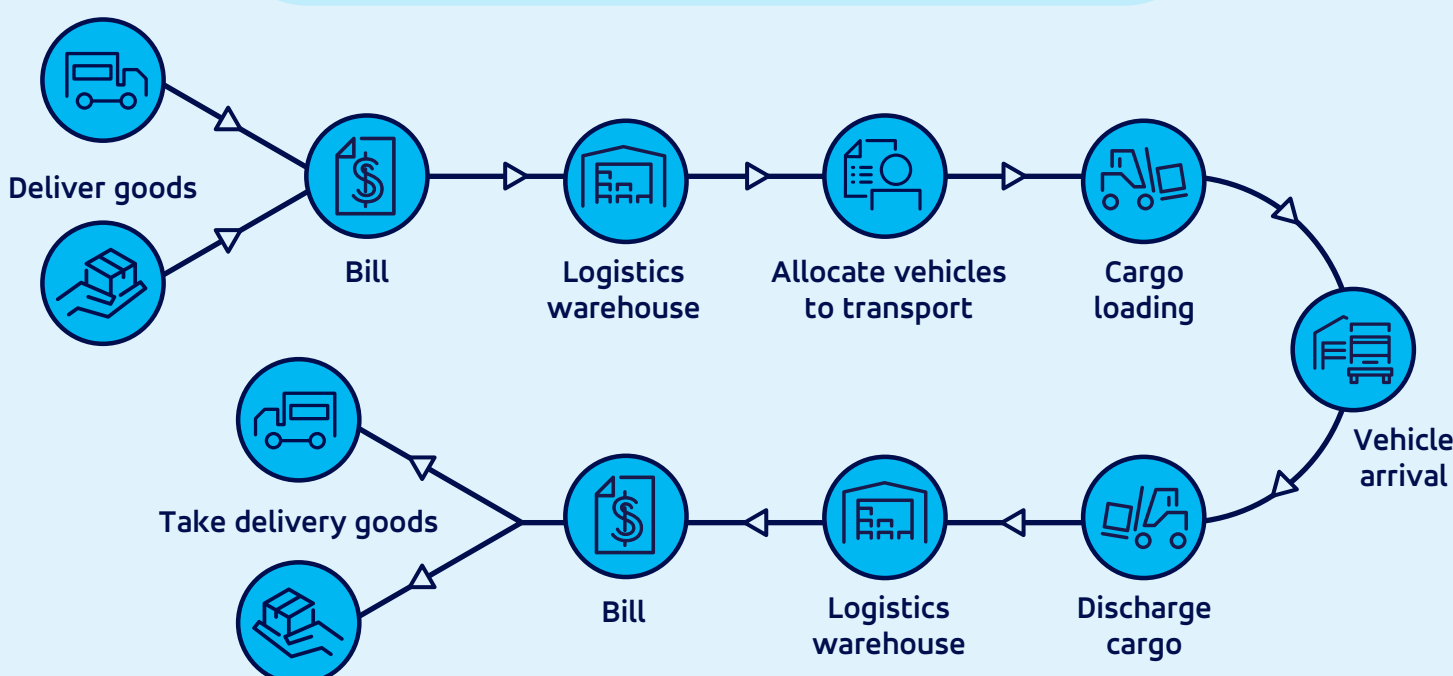 Deliver goods
Bill
Logistics
warehouse
Allocate vehicles
to transport
Cargo
loading
Vehicle
arrival
Discharge
cargo
Logistics
warehouse
Bill
Take delivery goods